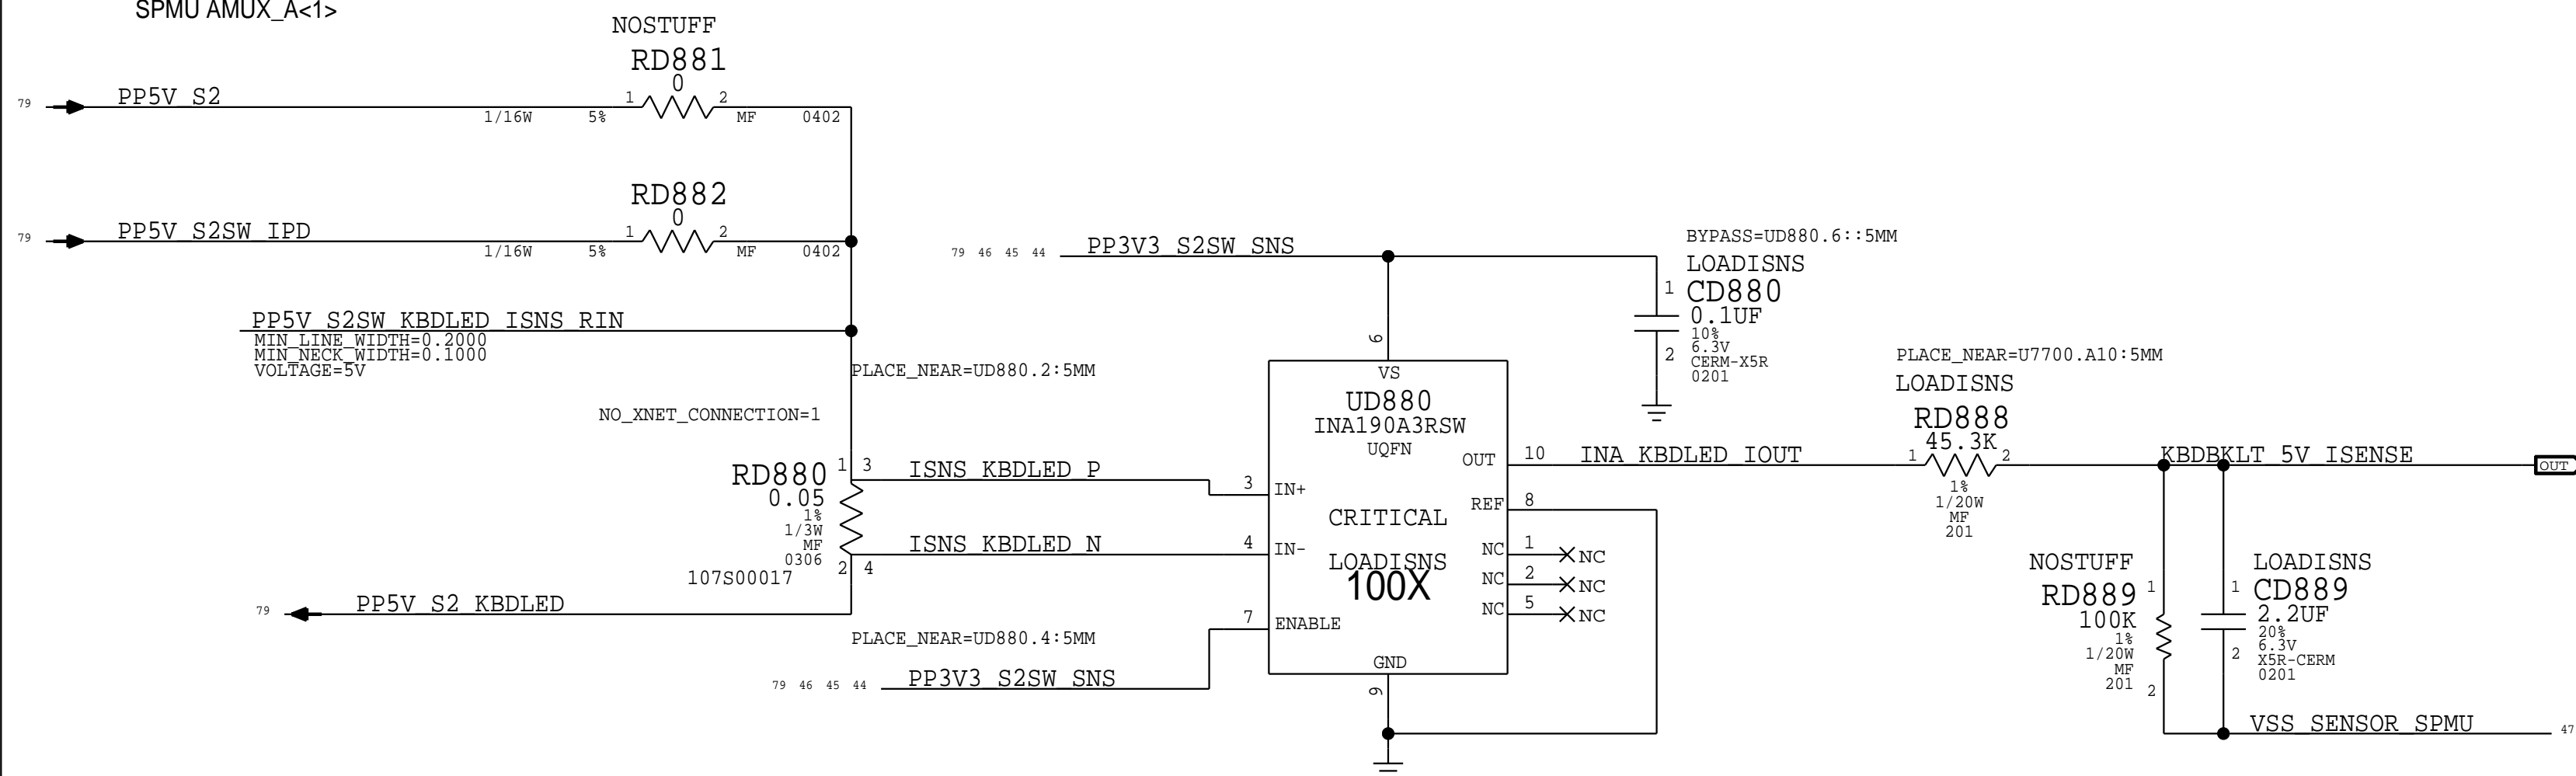 SPMU AMUX_A<1>
NOSTUFF
RD881
0
79
PP5V_S2
1
2
1/16W
5%
MF
0402
RD882
0
79
PP5V_S2SW_IPD
1
2
1/16W
5%
MF
0402
PP5V_S2SW_KBDLED_ISNS_RIN
MIN_LINE_WIDTH=0.2000
MIN_NECK_WIDTH=0.1000
VOLTAGE=5V
PLACE_NEAR=UD880.2:5MM
NO_XNET_CONNECTION=1
RD880
0.05
1%
1/3W
MF
0306
107S00017
1 3
2 4
ISNS_KBDLED_P
ISNS_KBDLED_N
79
PP5V_S2_KBDLED
PLACE_NEAR=UD880.4:5MM
79 46 45 44
PP3V3_S2SW_SNS
79 46 45 44
PP3V3_S2SW_SNS
6
VS
UD880
INA190A3RSW
UQFN
CRITICAL
LOADISNS
100X
3
IN+
4
IN-
7
ENABLE
GND
9
OUT
10
REF
8
NC
1
NC
NC
2
NC
NC
5
NC
BYPASS=UD880.6::5MM
LOADISNS
CD880
0.1UF
10%
6.3V
CERM-X5R
0201
1
2
INA_KBDLED_IOUT
PLACE_NEAR=U7700.A10:5MM
LOADISNS
RD888
45.3K
1
2
1%
1/20W
MF
201
KBDBKLT_5V_ISENSE
OUT
NOSTUFF
RD889
100K
1%
1/20W
MF
201
1
2
LOADISNS
CD889
2.2UF
20%
6.3V
X5R-CERM
0201
1
2
VSS_SENSOR_SPMU
47